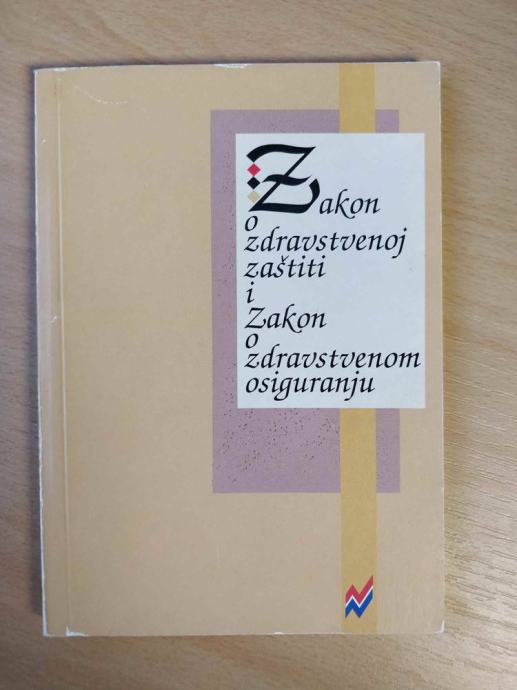 Zakon
o
zdravstvenoj
zaštiti
i
Zakon
o
zdravstvenom
osiguranju